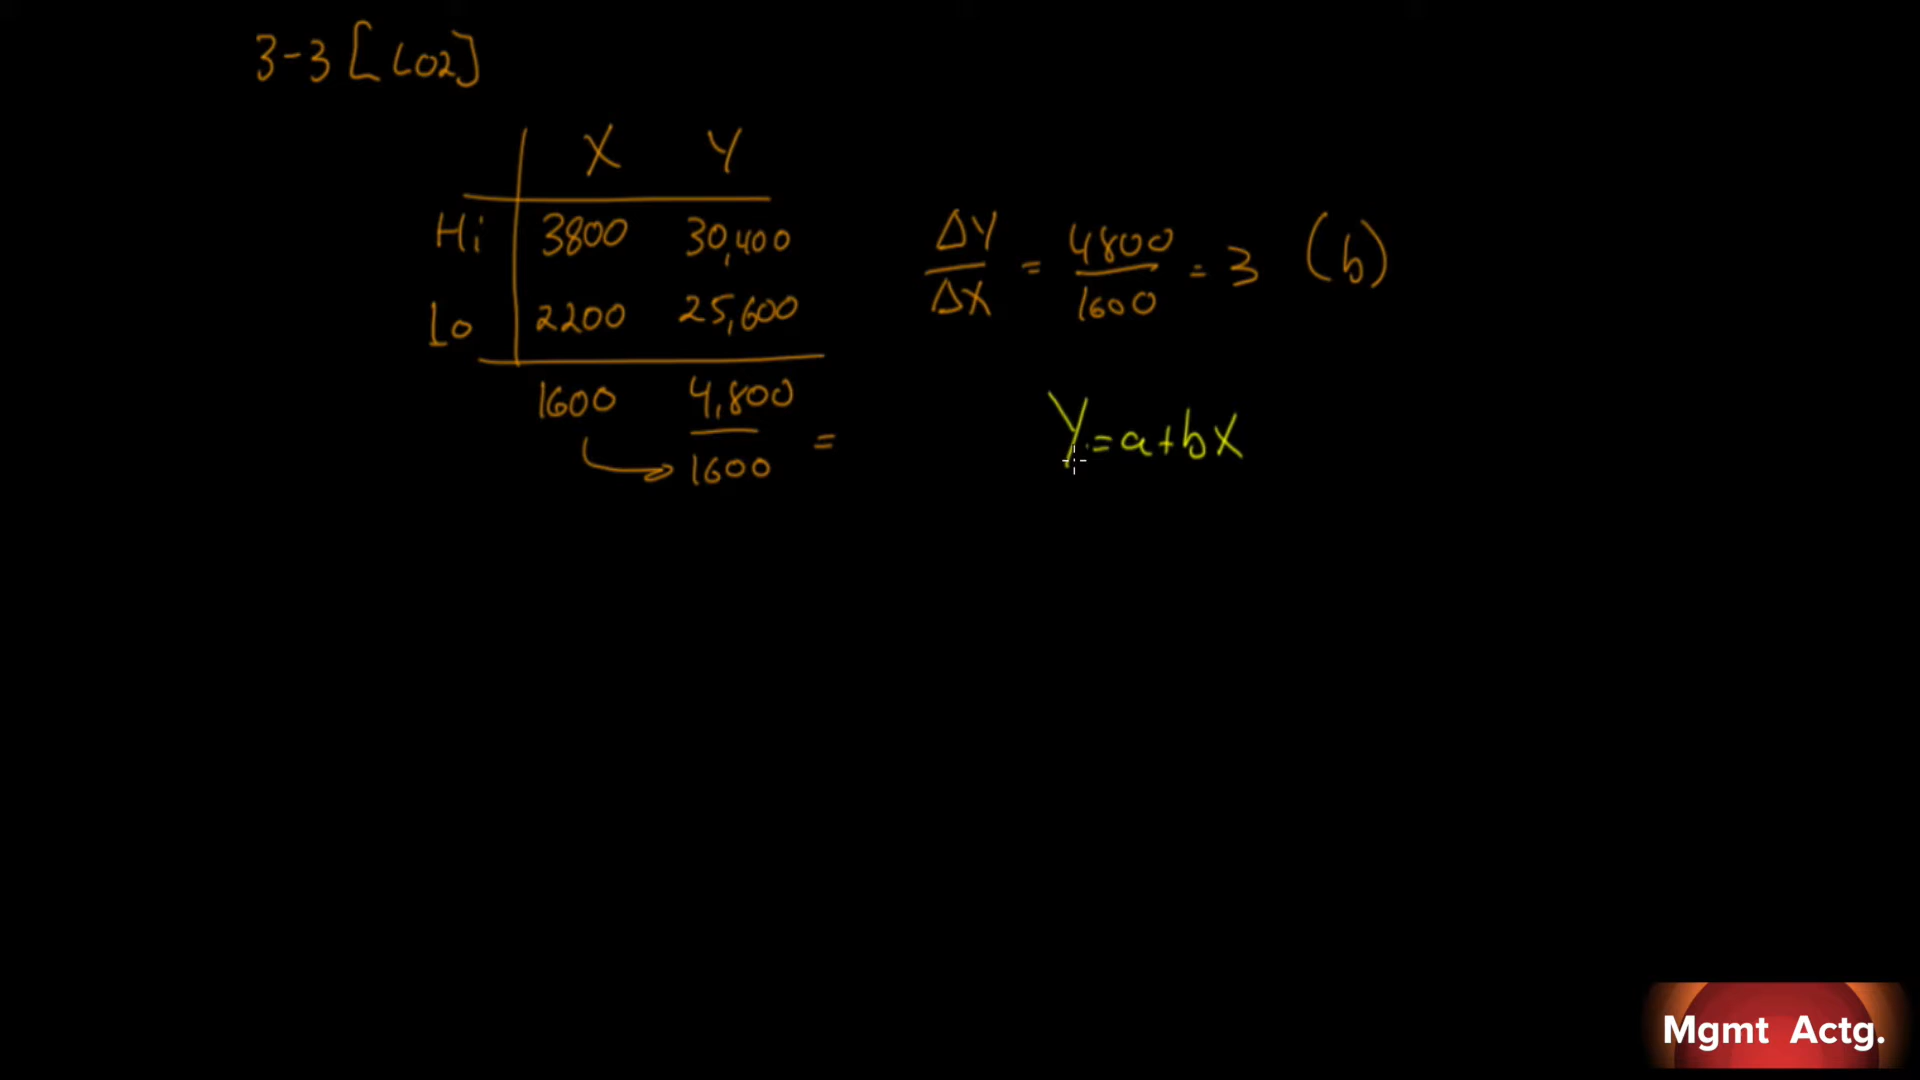 3-3 [LO2]
X Y
Hi 3800 30,400
Lo 2200 25,600
1600 4,800
1600 =
ΔY/ΔX = 4800/1600 = 3 (b)
Y = a + bX
Mgmt Actg.